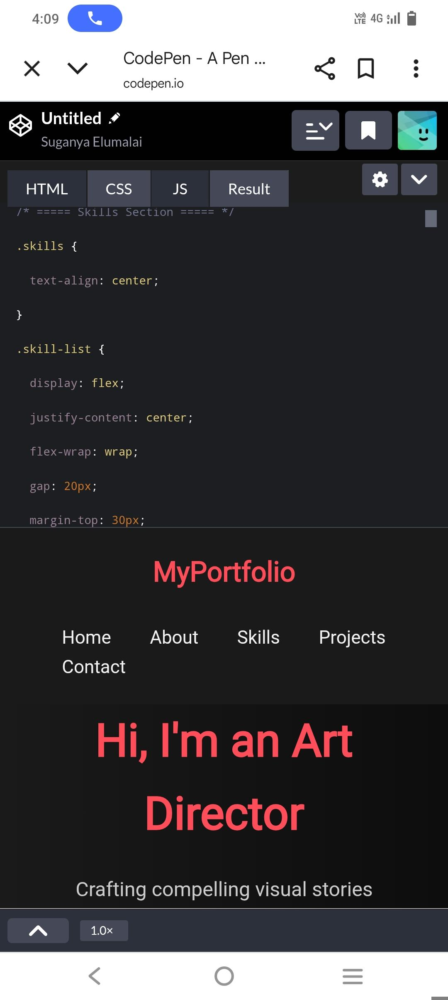 4:09
Vo) LTE 4G
CodePen - A Pen ...
codepen.io
Untitled
Suganya Elumalai
HTML CSS JS Result
/* ===== Skills Section ===== */
.skills {
text-align: center;
}
.skill-list {
display: flex;
justify-content: center;
flex-wrap: wrap;
gap: 20px;
margin-top: 30px;
MyPortfolio
Home About Skills Projects
Contact
Hi, I'm an Art
Director
Crafting compelling visual stories
1.0×